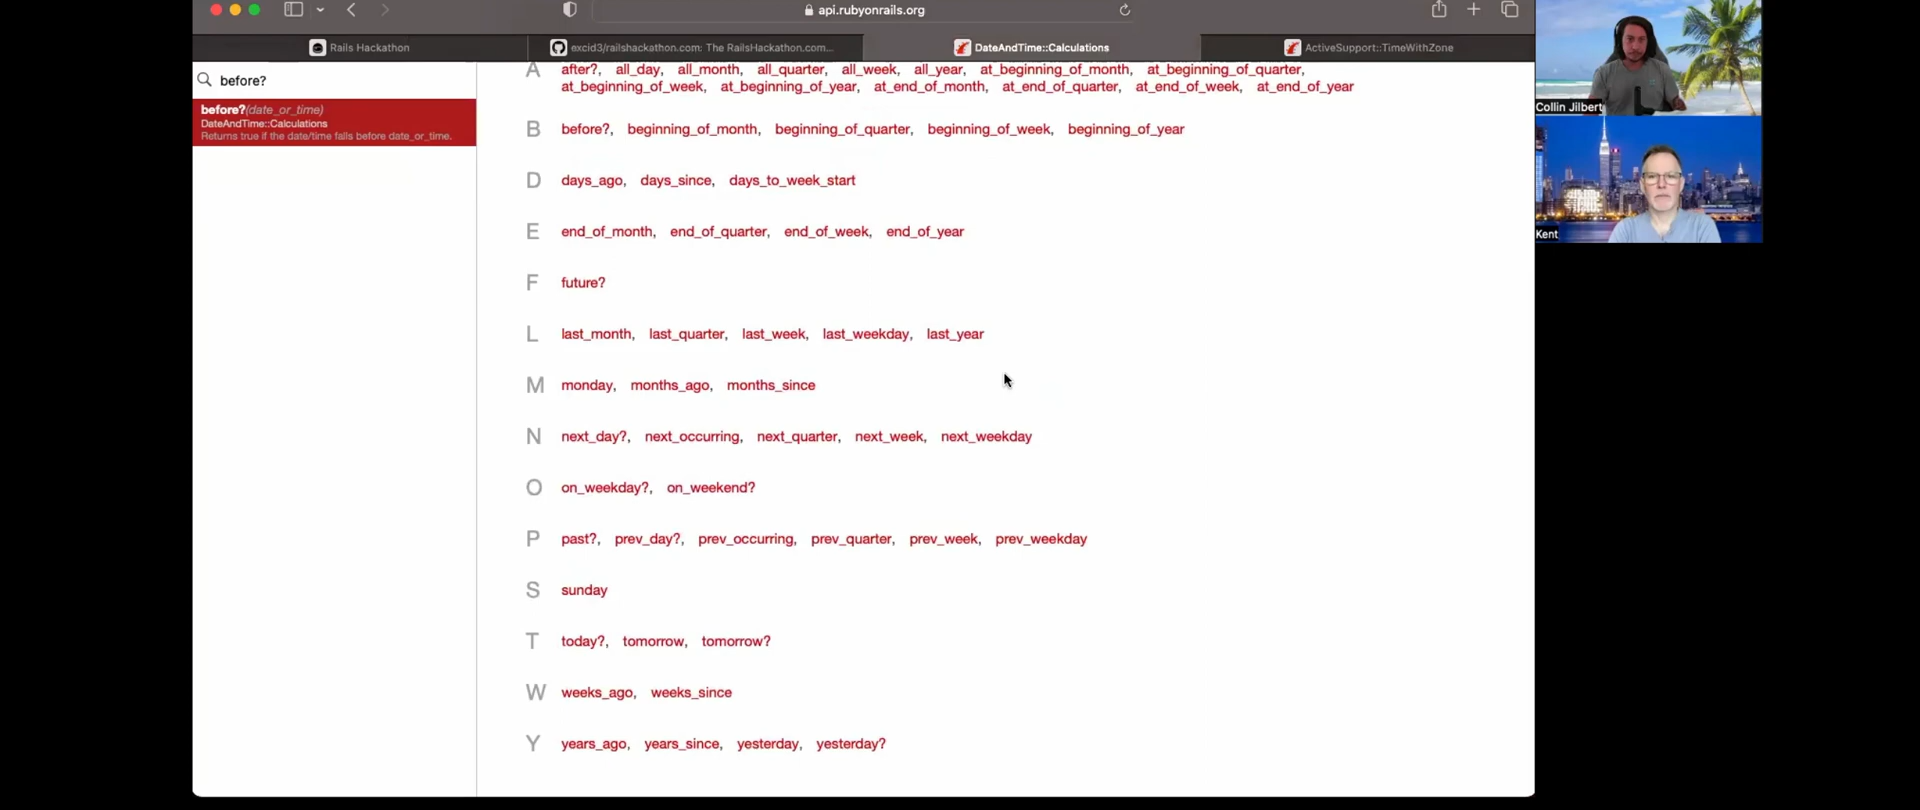 api.rubyonrails.org
Rails Hackathon
excid3/railshackathon.com: The RailsHackathon.com...
DateAndTime::Calculations
ActiveSupport::TimeWithZone
before?
before?(date_or_time)
DateAndTime::Calculations
Returns true if the date/time falls before date_or_time.
A after?, all_day, all_month, all_quarter, all_week, all_year, at_beginning_of_month, at_beginning_of_quarter,
at_beginning_of_week, at_beginning_of_year, at_end_of_month, at_end_of_quarter, at_end_of_week, at_end_of_year
B before?, beginning_of_month, beginning_of_quarter, beginning_of_week, beginning_of_year
D days_ago, days_since, days_to_week_start
E end_of_month, end_of_quarter, end_of_week, end_of_year
F future?
L last_month, last_quarter, last_week, last_weekday, last_year
M monday, months_ago, months_since
N next_day?, next_occurring, next_quarter, next_week, next_weekday
O on_weekday?, on_weekend?
P past?, prev_day?, prev_occurring, prev_quarter, prev_week, prev_weekday
S sunday
T today?, tomorrow, tomorrow?
W weeks_ago, weeks_since
Y years_ago, years_since, yesterday, yesterday?
Collin Jilbert
Kent